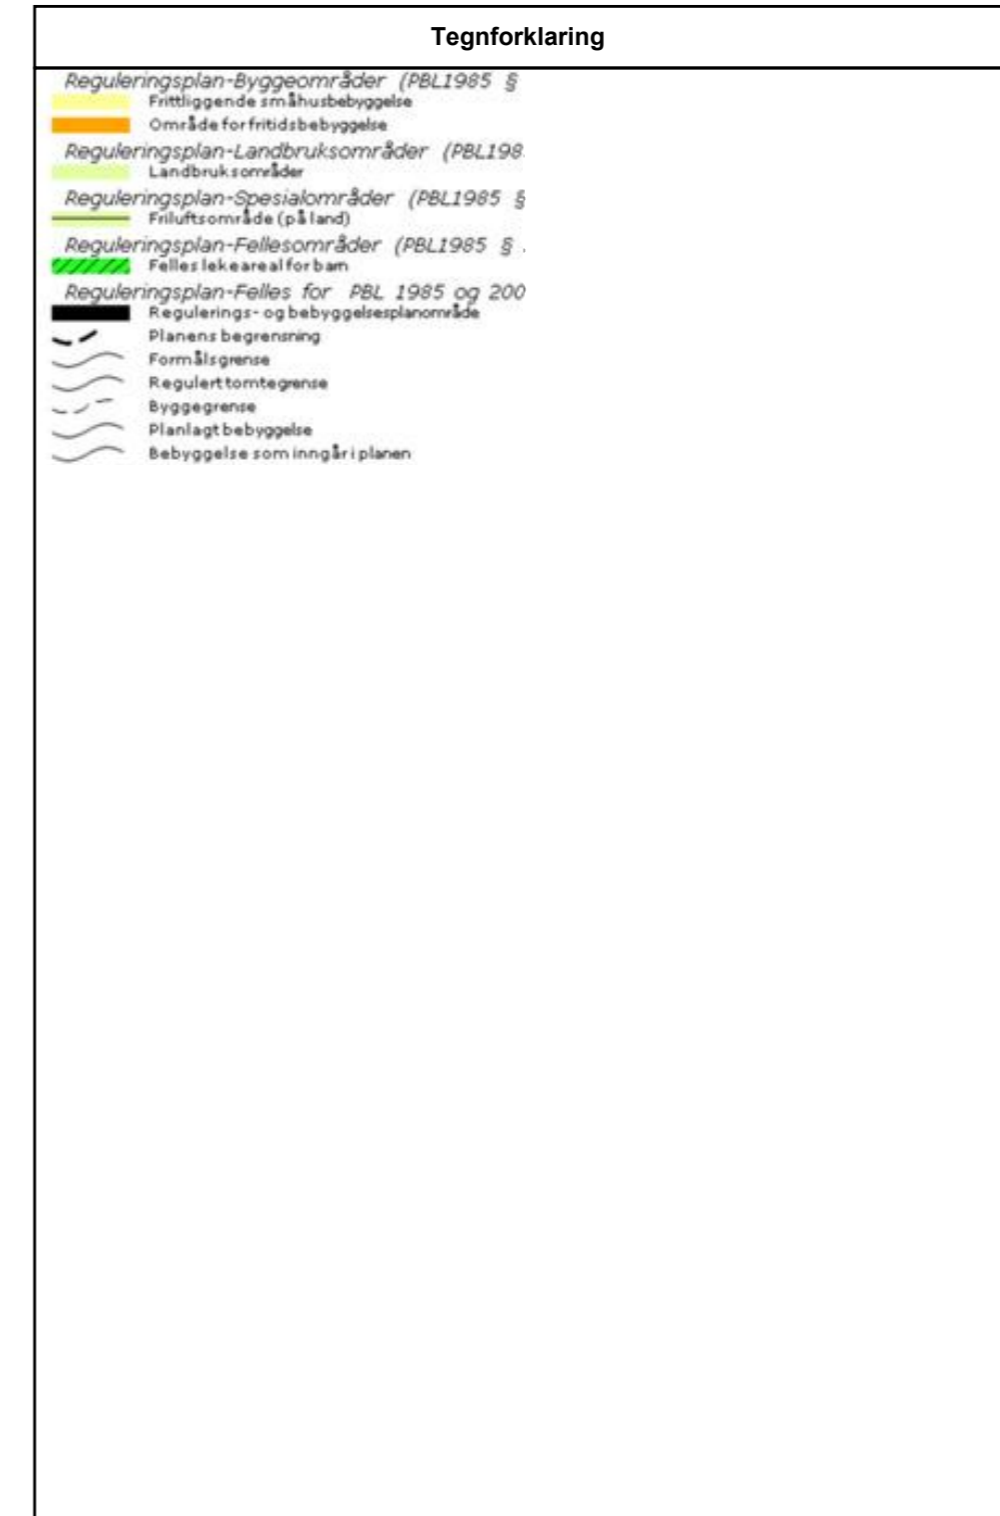 Tegnforklaring
Reguleringsplan-Byggeområder (PBL1985 §
Frittliggende småhusbebyggelse
Område for fritidsbebyggelse
Reguleringsplan-Landbruksområder (PBL198
Landbruksområder
Reguleringsplan-Spesialområder (PBL1985 §
Friluftsområde (på land)
Reguleringsplan-Fellesområder (PBL1985 § .
Felles lekeareal for barn
Reguleringsplan-Felles for PBL 1985 og 200
Regulerings- og bebyggelsesplanområde
Planens begrensning
Formålsgrense
Regulert tomtegrense
Byggegrense
Planlagt bebyggelse
Bebyggelse som inngår i planen